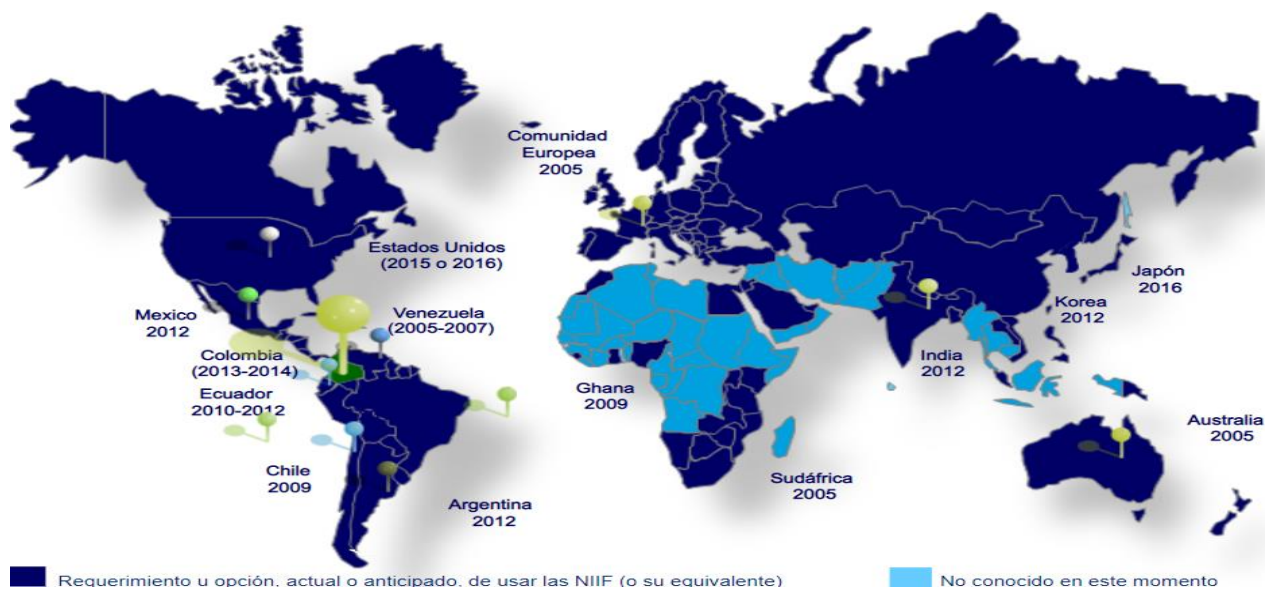 Comunidad
Europea
2005
Estados Unidos
(2015 o 2016)
Mexico
2012
Venezuela
(2005-2007)
Colombia
(2013-2014)
Ecuador
2010-2012
Chile
2009
Argentina
2012
Ghana
2009
Sudáfrica
2005
India
2012
Korea
2012
Japón
2016
Australia
2005
Requerimiento u opción, actual o anticipado, de usar las NIIF (o su equivalente)
No conocido en este momento